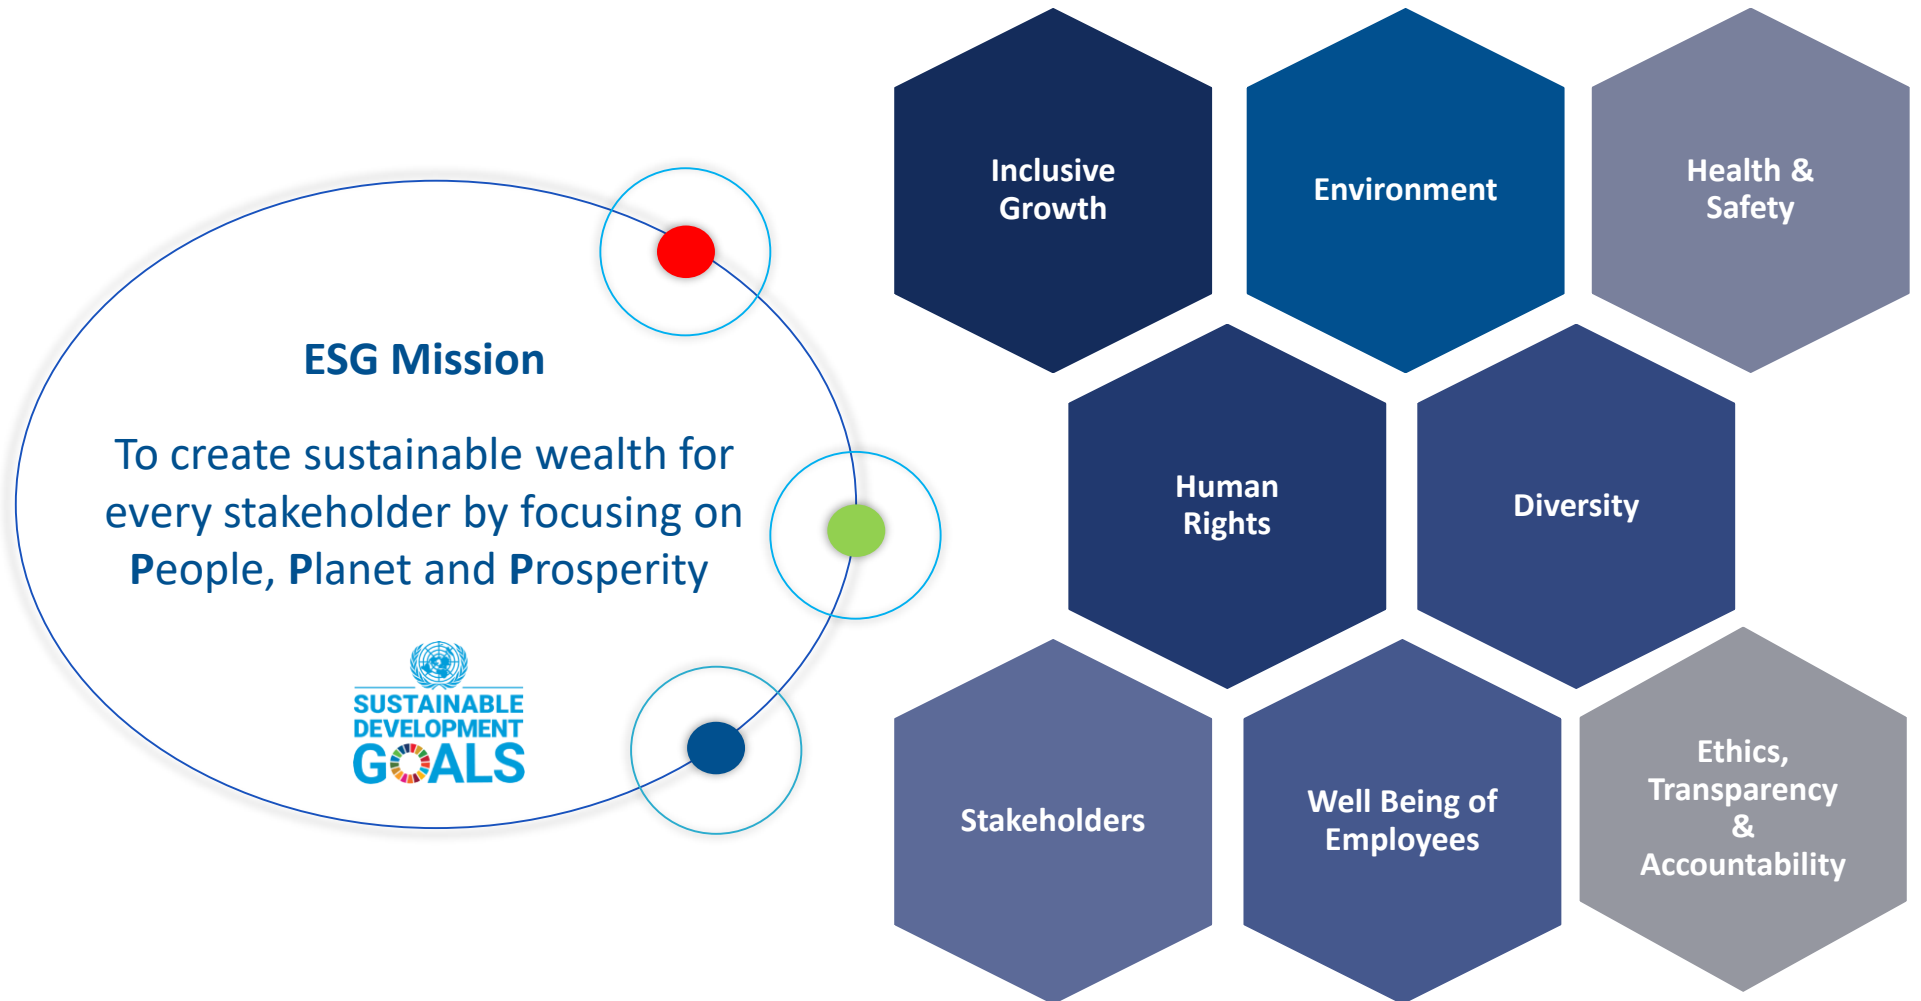 ESG Mission
To create sustainable wealth for
every stakeholder by focusing on
People, Planet and Prosperity
SUSTAINABLE
DEVELOPMENT
GOALS
Inclusive
Growth
Environment
Health &
Safety
Human
Rights
Diversity
Stakeholders
Well Being of
Employees
Ethics,
Transparency
&
Accountability